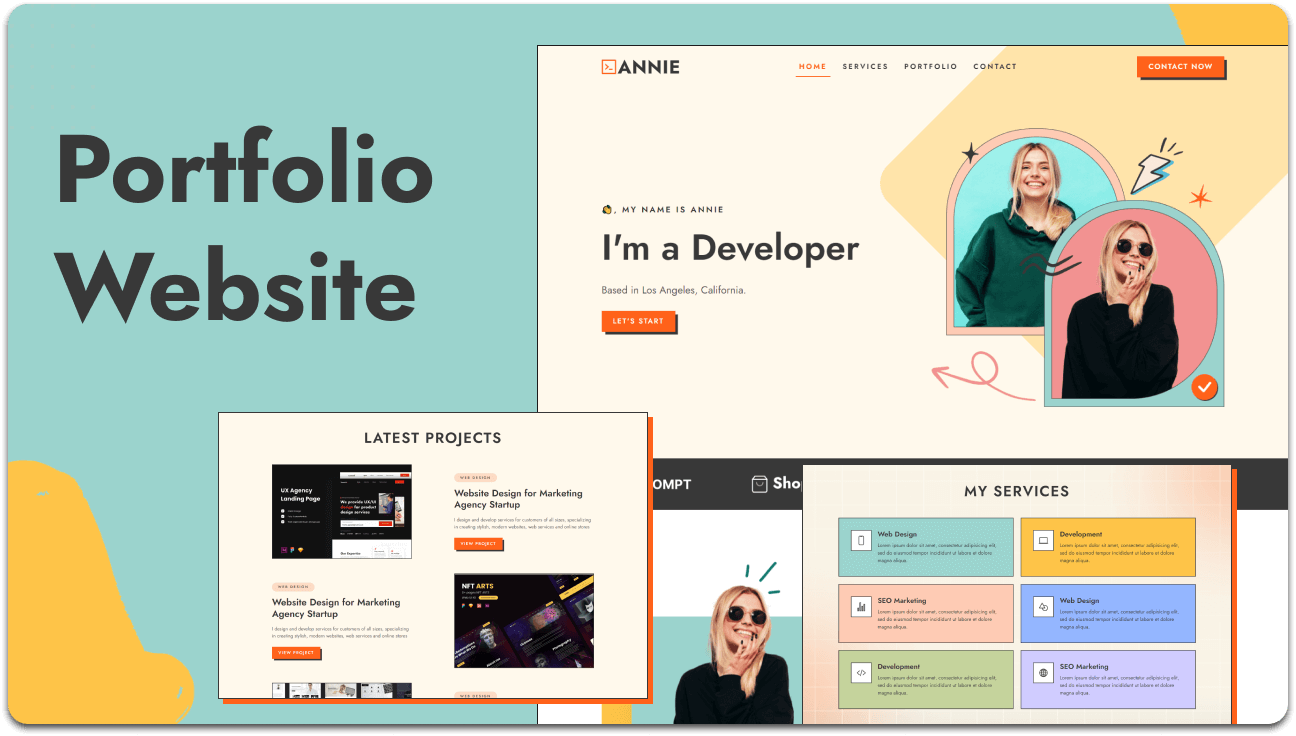 Portfolio
Website
ANNIE
HOME SERVICES PORTFOLIO CONTACT
CONTACT NOW
, MY NAME IS ANNIE
I'm a Developer
Based in Los Angeles, California.
LET'S START
OMPT
Shop
LATEST PROJECTS
UX Agency
Landing Page
We provide UX/UI
design for product
design services
Our Expertise
WEB DESIGN
Website Design for Marketing
Agency Startup
I design and develop services for customers of all sizes, specializing
in creating stylish, modern websites, web services and online stores
VIEW PROJECT
WEB DESIGN
Website Design for Marketing
Agency Startup
I design and develop services for customers of all sizes, specializing
in creating stylish, modern websites, web services and online stores
VIEW PROJECT
NFT ARTS
Photography
WEB DESIGN
MY SERVICES
Web Design
Lorem ipsum dolor sit amet, consectetur adipisicing elit,
sed do eiusmod tempor incididunt ut labore et dolore
magna aliqua.
Development
Lorem ipsum dolor sit amet, consectetur adipisicing elit,
sed do eiusmod tempor incididunt ut labore et dolore
magna aliqua.
SEO Marketing
Lorem ipsum dolor sit amet, consectetur adipisicing elit,
sed do eiusmod tempor incididunt ut labore et dolore
magna aliqua.
Web Design
Lorem ipsum dolor sit amet, consectetur adipisicing elit,
sed do eiusmod tempor incididunt ut labore et dolore
magna aliqua.
Development
Lorem ipsum dolor sit amet, consectetur adipisicing elit,
sed do eiusmod tempor incididunt ut labore et dolore
magna aliqua.
SEO Marketing
Lorem ipsum dolor sit amet, consectetur adipisicing elit,
sed do eiusmod tempor incididunt ut labore et dolore
magna aliqua.